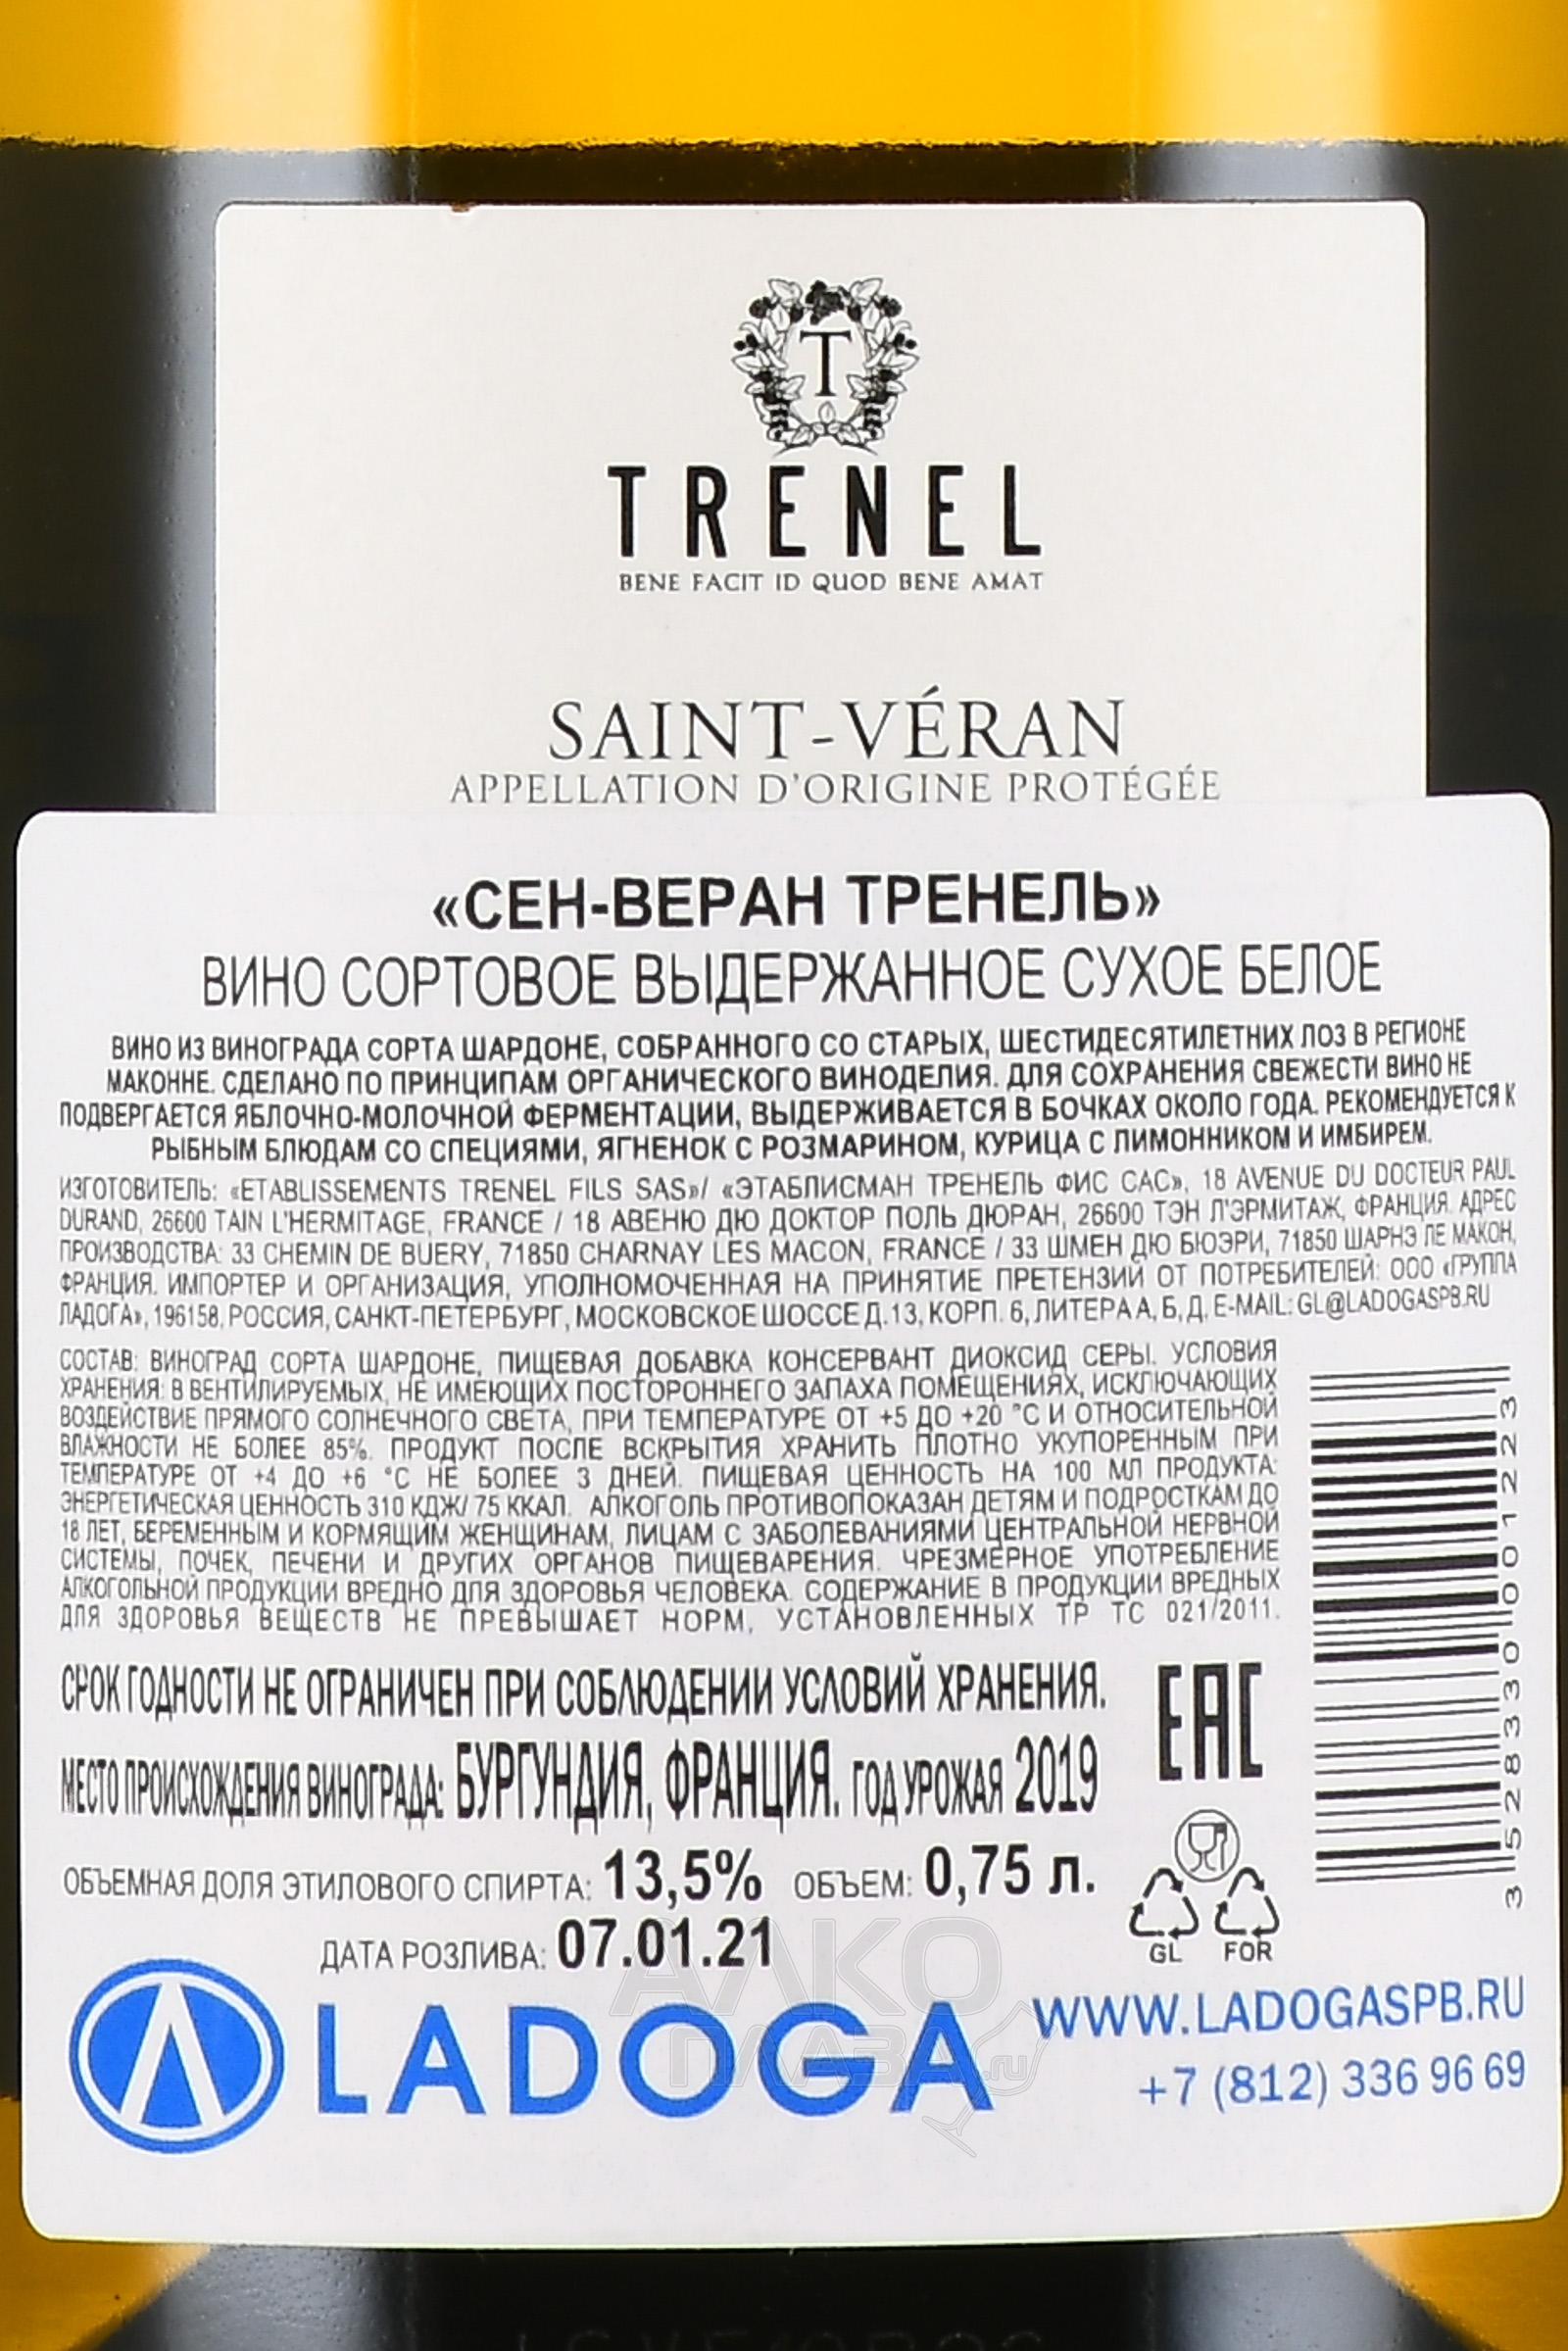 T
TRENEL
BENE FACIT ID QUOD BENE AMAT
SAINT-VÉRAN
APPELLATION D'ORIGINE PROTÉGÉE
«СЕН-ВЕРАН ТРЕНЕЛЬ»
ВИНО СОРТОВОЕ ВЫДЕРЖАННОЕ СУХОЕ БЕЛОЕ
ВИНО ИЗ ВИНОГРАДА СОРТА ШАРДОНЕ, СОБРАННОГО СО СТАРЫХ, ШЕСТИДЕСЯТИЛЕТНИХ ЛОЗ В РЕГИОНЕ
МАКОННЕ. СДЕЛАНО ПО ПРИНЦИПАМ ОРГАНИЧЕСКОГО ВИНОДЕЛИЯ. ДЛЯ СОХРАНЕНИЯ СВЕЖЕСТИ ВИНО НЕ
ПОДВЕРГАЕТСЯ ЯБЛОЧНО-МОЛОЧНОЙ ФЕРМЕНТАЦИИ, ВЫДЕРЖИВАЕТСЯ В БОЧКАХ ОКОЛО ГОДА. РЕКОМЕНДУЕТСЯ К
РЫБНЫМ БЛЮДАМ СО СПЕЦИЯМИ, ЯГНЕНОК С РОЗМАРИНОМ, КУРИЦА С ЛИМОННИКОМ И ИМБИРЕМ.
ИЗГОТОВИТЕЛЬ: «ETABLISSEMENTS TRENEL FILS SAS»/ «ЭТАБЛИСМАН ТРЕНЕЛЬ ФИС САС», 18 AVENUE DU DOCTEUR PAUL
DURAND, 26600 TAIN L'HERMITAGE, FRANCE / 18 АВЕНЮ ДЮ ДОКТОР ПОЛЬ ДЮРАН, 26600 ТЭН Л'ЭРМИТАЖ, ФРАНЦИЯ. АДРЕС
ПРОИЗВОДСТВА: 33 CHEMIN DE BUERY, 71850 CHARNAY LES MACON, FRANCE / 33 ШМЕН ДЮ БЮЭРИ, 71850 ШАРНЭ ЛЕ МАКОН,
ФРАНЦИЯ. ИМПОРТЕР И ОРГАНИЗАЦИЯ, УПОЛНОМОЧЕННАЯ НА ПРИНЯТИЕ ПРЕТЕНЗИЙ ОТ ПОТРЕБИТЕЛЕЙ: ООО «ГРУППА
ЛАДОГА», 196158, РОССИЯ, САНКТ-ПЕТЕРБУРГ, МОСКОВСКОЕ ШОССЕ Д.13, КОРП. 6, ЛИТЕРА А, Б, Д, E-MAIL: GL@LADOGASPB.RU
СОСТАВ: ВИНОГРАД СОРТА ШАРДОНЕ, ПИЩЕВАЯ ДОБАВКА КОНСЕРВАНТ ДИОКСИД СЕРЫ. УСЛОВИЯ
ХРАНЕНИЯ: В ВЕНТИЛИРУЕМЫХ, НЕ ИМЕЮЩИХ ПОСТОРОННЕГО ЗАПАХА ПОМЕЩЕНИЯХ, ИСКЛЮЧАЮЩИХ
ВОЗДЕЙСТВИЕ ПРЯМОГО СОЛНЕЧНОГО СВЕТА, ПРИ ТЕМПЕРАТУРЕ ОТ +5 ДО +20 °С И ОТНОСИТЕЛЬНОЙ
ВЛАЖНОСТИ НЕ БОЛЕЕ 85%. ПРОДУКТ ПОСЛЕ ВСКРЫТИЯ ХРАНИТЬ ПЛОТНО УКУПОРЕННЫМ ПРИ
ТЕМПЕРАТУРЕ ОТ +4 ДО +6 °С НЕ БОЛЕЕ 3 ДНЕЙ. ПИЩЕВАЯ ЦЕННОСТЬ НА 100 МЛ ПРОДУКТА:
ЭНЕРГЕТИЧЕСКАЯ ЦЕННОСТЬ 310 КДЖ/ 75 ККАЛ. АЛКОГОЛЬ ПРОТИВОПОКАЗАН ДЕТЯМ И ПОДРОСТКАМ ДО
18 ЛЕТ, БЕРЕМЕННЫМ И КОРМЯЩИМ ЖЕНЩИНАМ, ЛИЦАМ С ЗАБОЛЕВАНИЯМИ ЦЕНТРАЛЬНОЙ НЕРВНОЙ
СИСТЕМЫ, ПОЧЕК, ПЕЧЕНИ И ДРУГИХ ОРГАНОВ ПИЩЕВАРЕНИЯ. ЧРЕЗМЕРНОЕ УПОТРЕБЛЕНИЕ
АЛКОГОЛЬНОЙ ПРОДУКЦИИ ВРЕДНО ДЛЯ ЗДОРОВЬЯ ЧЕЛОВЕКА. СОДЕРЖАНИЕ В ПРОДУКЦИИ ВРЕДНЫХ
ДЛЯ ЗДОРОВЬЯ ВЕЩЕСТВ НЕ ПРЕВЫШАЕТ НОРМ, УСТАНОВЛЕННЫХ ТР ТС 021/2011.
3 528330 001223
СРОК ГОДНОСТИ НЕ ОГРАНИЧЕН ПРИ СОБЛЮДЕНИИ УСЛОВИЙ ХРАНЕНИЯ.
EAC
МЕСТО ПРОИСХОЖДЕНИЯ ВИНОГРАДА: БУРГУНДИЯ, ФРАНЦИЯ. ГОД УРОЖАЯ 2019
ОБЪЕМНАЯ ДОЛЯ ЭТИЛОВОГО СПИРТА: 13,5% ОБЪЕМ: 0,75 л.
GL FOR
ДАТА РОЗЛИВА: 07.01.21
LADOGA
WWW.LADOGASPB.RU
+7 (812) 336 96 69
АЛКО
ПЛАЗА.ru